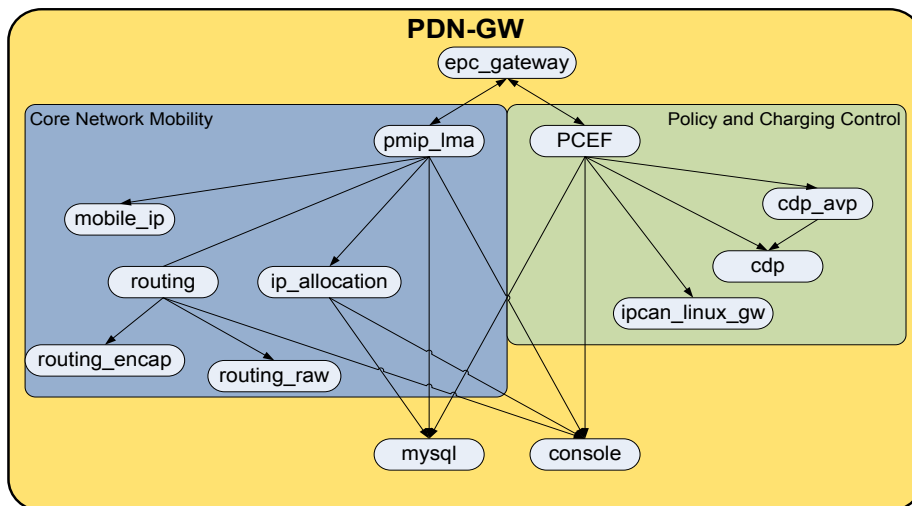 PDN-GW
epc_gateway
Core Network Mobility
Policy and Charging Control
pmip_lma
PCEF
mobile_ip
cdp_avp
routing
ip_allocation
cdp
ipcan_linux_gw
routing_encap
routing_raw
mysql
console